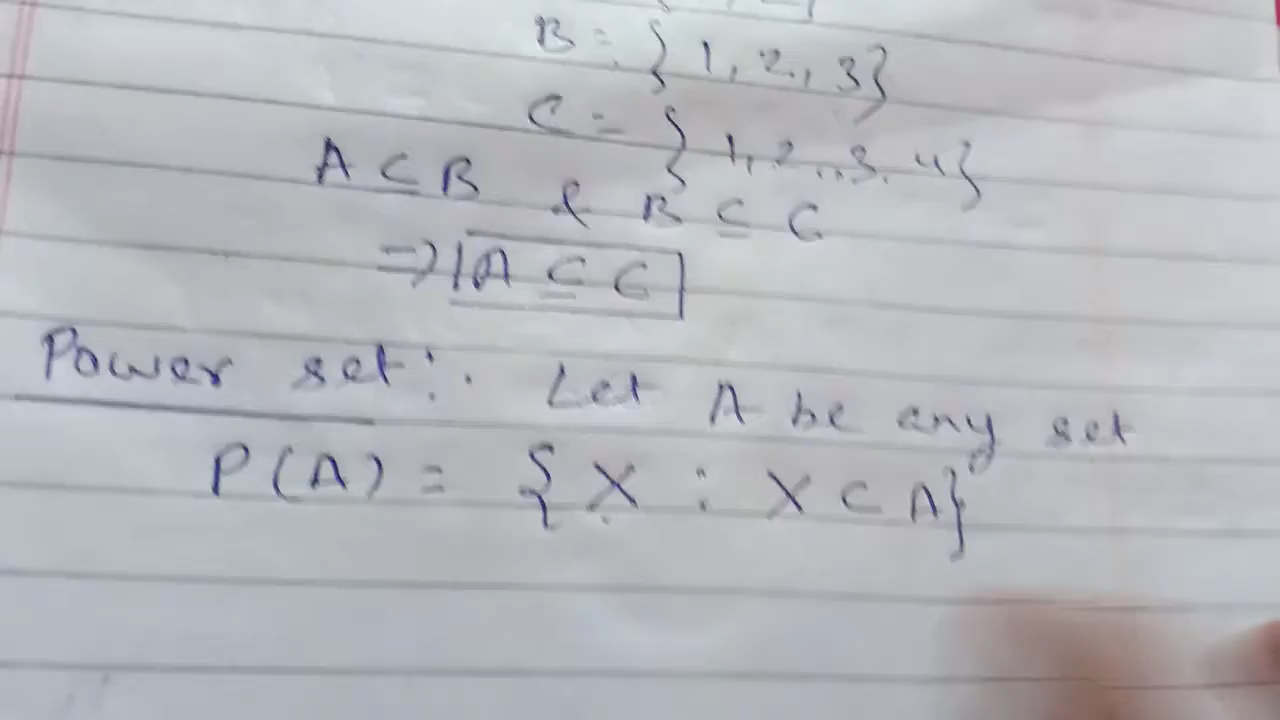 B = {1, 2, 3}
C = {1, 2, 3, 4}
A ⊂ B & B ⊆ C
⇒ A ⊆ C
Power set :. Let A be any set
P(A) = {X : X ⊂ A}